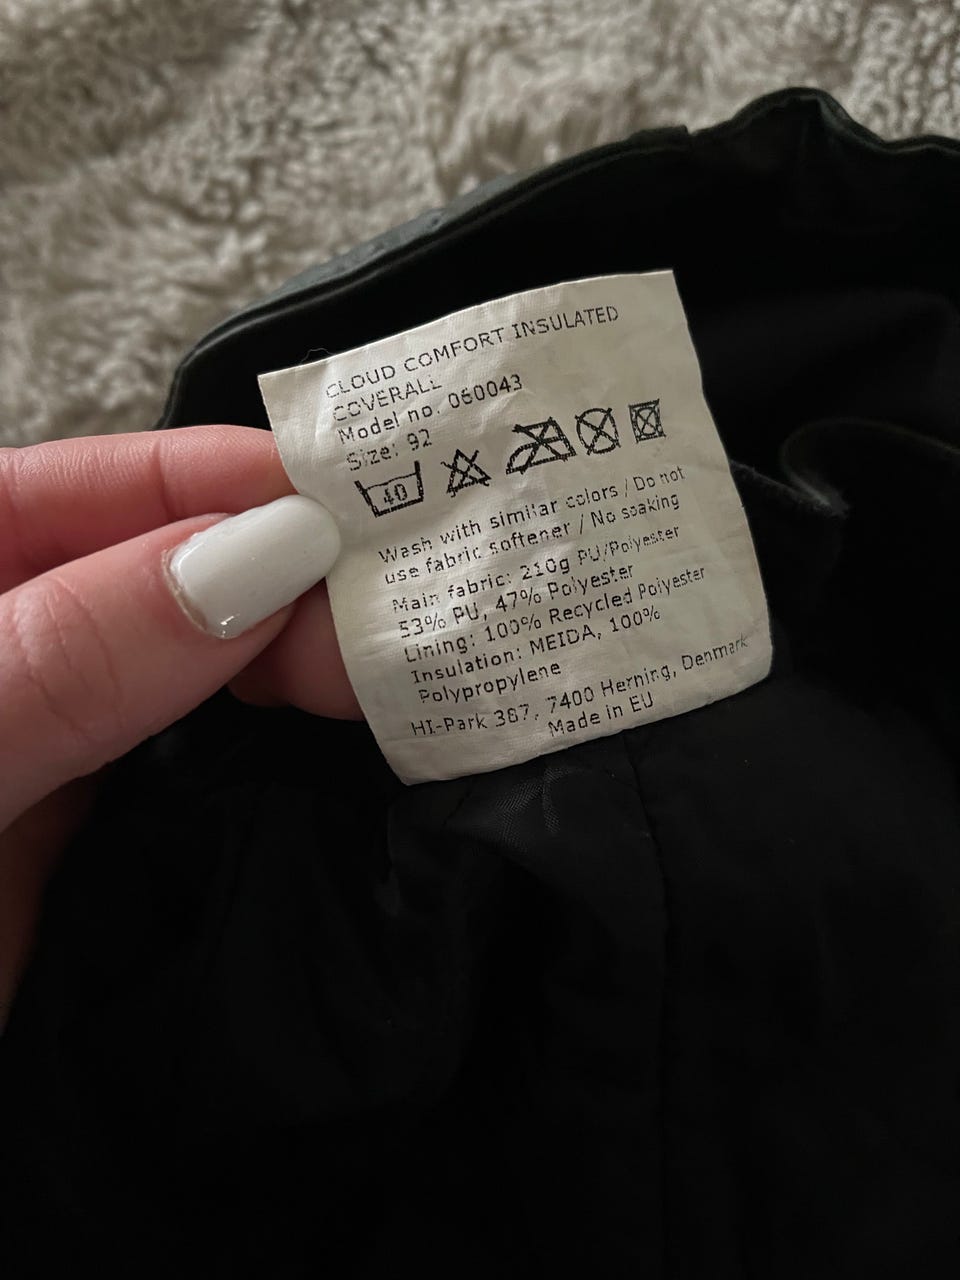 CLOUD COMFORT INSULATED
COVERALL
Model no. 060043
Size: 92
40
Wash with similar colors / Do not
use fabric softener / No soaking
Main fabric: 210g PU/Polyester
53% PU, 47% Polyester
Lining: 100% Recycled Polyester
Insulation: MEIDA, 100%
Polypropylene
HI-Park 387, 7400 Herning, Denmark
Made in EU